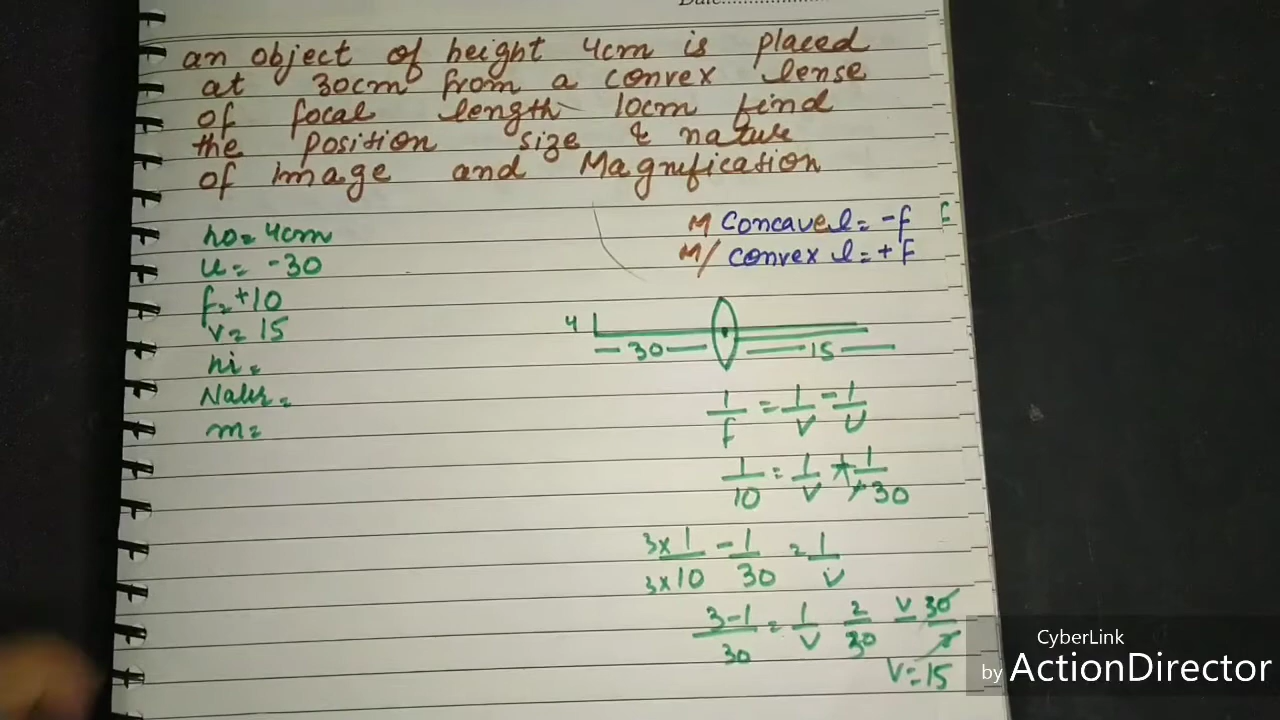 Date..............
an object of height 4cm is placed
at 30cm from a convex lense
of focal length 10cm find
the position size & nature
of image and Magnification
M Concave l = -f F
M/ convex l = + F
ho = 4cm
u = -30
f = +10
v = 15
hi =
m =
4
30
15
1/f = 1/v - 1/u
1/10 = 1/v + 1/+30
3x1/3x10 - 1/30 = 1/v
3-1/30 = 1/v 2/30 v = 30/2
v = 15
CyberLink
by ActionDirector